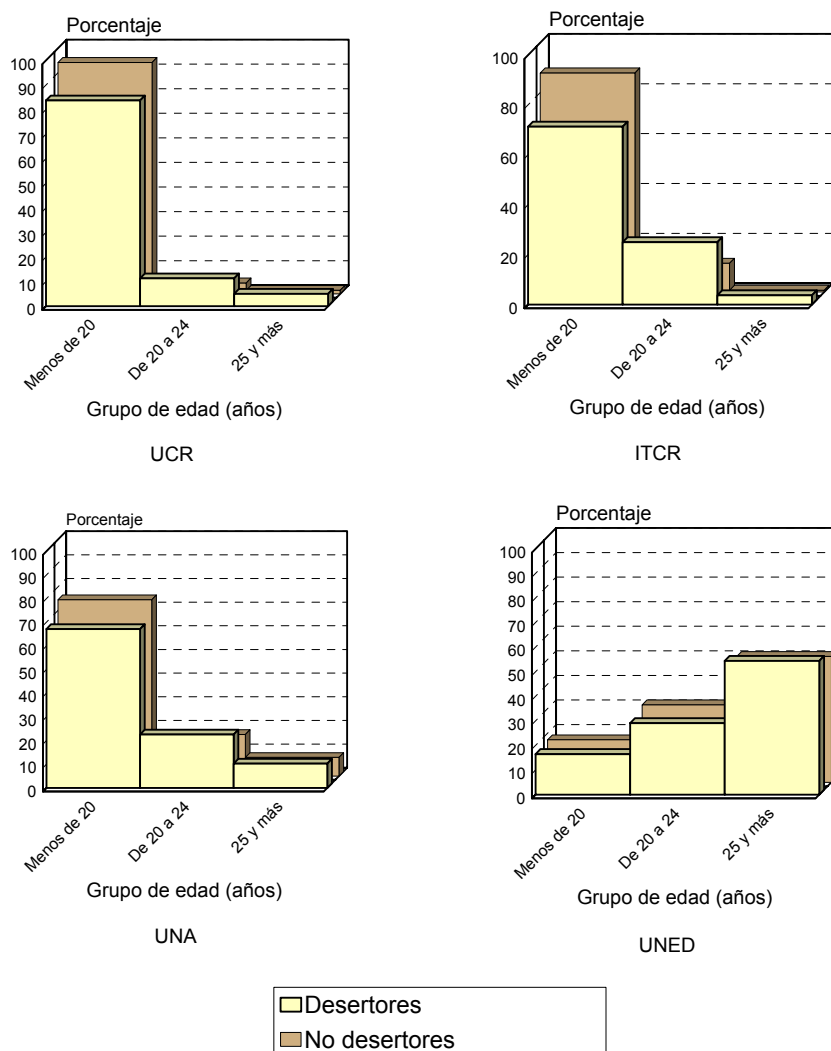 Porcentaje
100
90
80
70
60
50
40
30
20
10
0
Menos de 20
De 20 a 24
25 y más
Grupo de edad (años)
UCR
Porcentaje
100
80
60
40
20
0
Menos de 20
De 20 a 24
25 y más
Grupo de edad (años)
ITCR
Porcentaje
100
90
80
70
60
50
40
30
20
10
0
Menos de 20
De 20 a 24
25 y más
Grupo de edad (años)
UNA
Porcentaje
100
90
80
70
60
50
40
30
20
10
0
Menos de 20
De 20 a 24
25 y más
Grupo de edad (años)
UNED
Desertores
No desertores